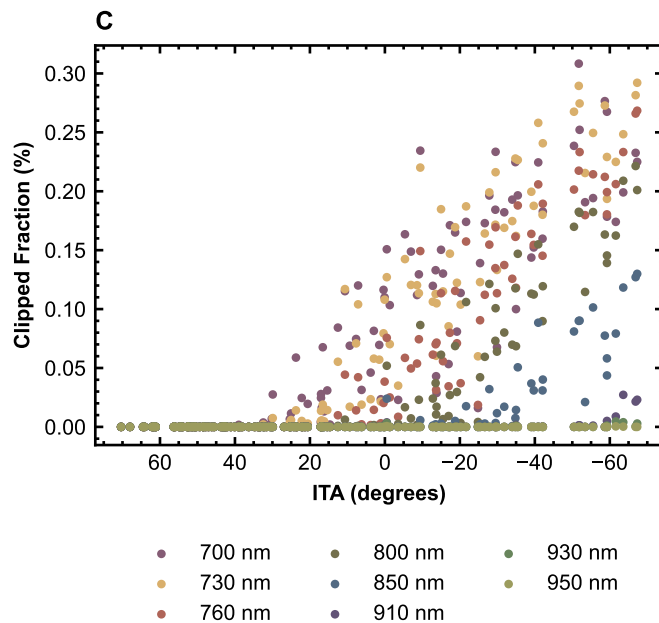 C
0.30
0.25
0.20
0.15
0.10
0.05
0.00
Clipped Fraction (%)
60 40 20 0 −20 −40 −60
ITA (degrees)
700 nm 800 nm 930 nm
730 nm 850 nm 950 nm
760 nm 910 nm